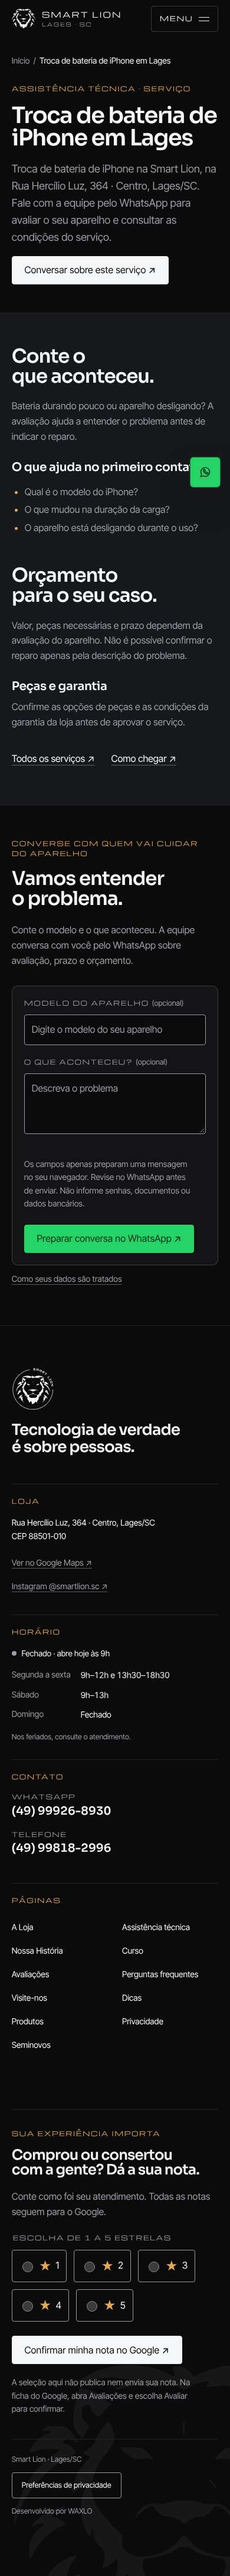 SMART LION
LAGES · SC
MENU
Início / Troca de bateria de iPhone em Lages
ASSISTÊNCIA TÉCNICA · SERVIÇO
Troca de bateria de
iPhone em Lages
Troca de bateria de iPhone na Smart Lion, na
Rua Hercílio Luz, 364 · Centro, Lages/SC.
Fale com a equipe pelo WhatsApp para
avaliar o seu aparelho e consultar as
condições do serviço.
Conversar sobre este serviço ↗
Conte o
que aconteceu.
Bateria durando pouco ou aparelho desligando? A
avaliação ajuda a entender o problema antes de
indicar o reparo.
O que ajuda no primeiro conta
Qual é o modelo do iPhone?
O que mudou na duração da carga?
O aparelho está desligando durante o uso?
Orçamento
para o seu caso.
Valor, peças necessárias e prazo dependem da
avaliação do aparelho. Não é possível confirmar o
reparo apenas pela descrição do problema.
Peças e garantia
Confirme as opções de peças e as condições da
garantia da loja antes de aprovar o serviço.
Todos os serviços ↗ Como chegar ↗
CONVERSE COM QUEM VAI CUIDAR
DO APARELHO
Vamos entender
o problema.
Conte o modelo e o que aconteceu. A equipe
conversa com você pelo WhatsApp sobre
avaliação, prazo e orçamento.
MODELO DO APARELHO (opcional)
Digite o modelo do seu aparelho
O QUE ACONTECEU? (opcional)
Descreva o problema
Os campos apenas preparam uma mensagem
no seu navegador. Revise no WhatsApp antes
de enviar. Não informe senhas, documentos ou
dados bancários.
Preparar conversa no WhatsApp ↗
Como seus dados são tratados
SMART LION
Tecnologia de verdade
é sobre pessoas.
LOJA
Rua Hercílio Luz, 364 · Centro, Lages/SC
CEP 88501-010
Ver no Google Maps ↗
Instagram @smartlion.sc ↗
HORÁRIO
Fechado · abre hoje às 9h
Segunda a sexta 9h–12h e 13h30–18h30
Sábado 9h–13h
Domingo Fechado
Nos feriados, consulte o atendimento.
CONTATO
WHATSAPP
(49) 99926-8930
TELEFONE
(49) 99818-2996
PÁGINAS
A Loja Assistência técnica
Nossa História Curso
Avaliações Perguntas frequentes
Visite-nos Dicas
Produtos Privacidade
Seminovos
SUA EXPERIÊNCIA IMPORTA
Comprou ou consertou
com a gente? Dá a sua nota.
Conte como foi seu atendimento. Todas as notas
seguem para o Google.
ESCOLHA DE 1 A 5 ESTRELAS
★ 1 ★ 2 ★ 3
★ 4 ★ 5
Confirmar minha nota no Google ↗
A seleção aqui não publica nem envia sua nota. Na
ficha do Google, abra Avaliações e escolha Avaliar
para confirmar.
Smart Lion · Lages/SC
Preferências de privacidade
Desenvolvido por WAXLO